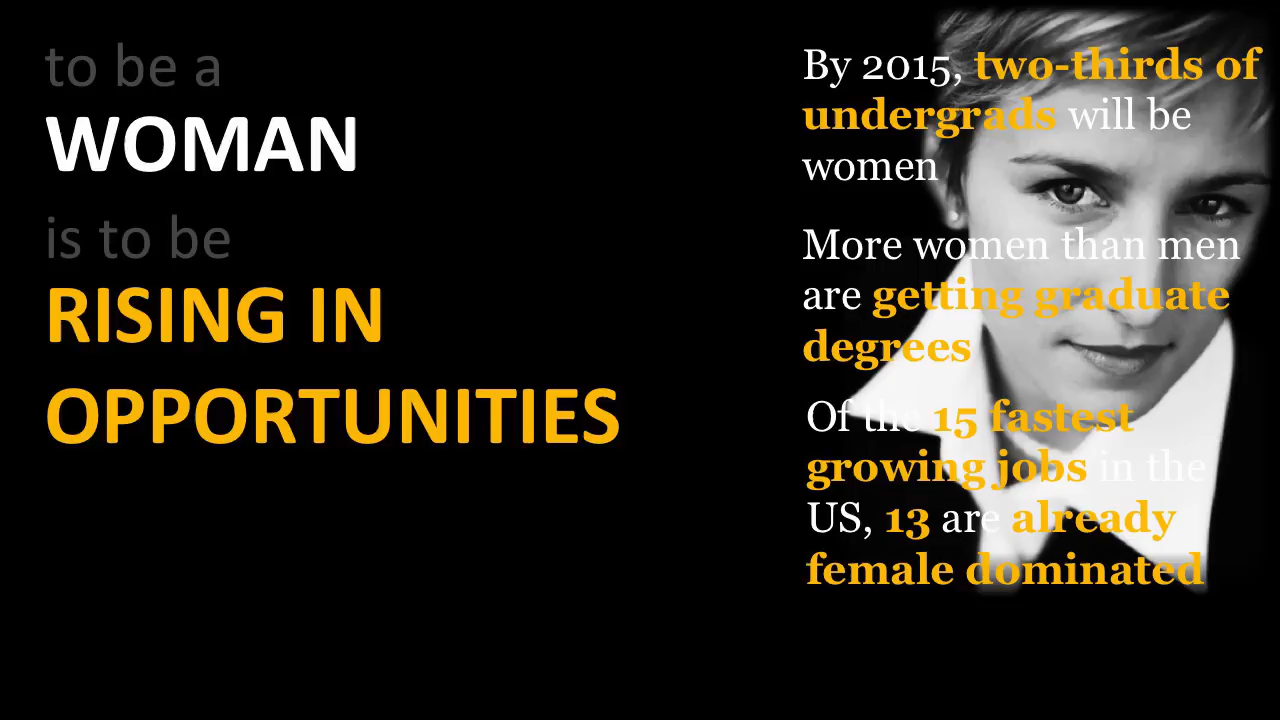 to be a
WOMAN
is to be
RISING IN
OPPORTUNITIES
By 2015, two-thirds of
undergrads will be
women
More women than men
are getting graduate
degrees
Of the 15 fastest
growing jobs in the
US, 13 are already
female dominated